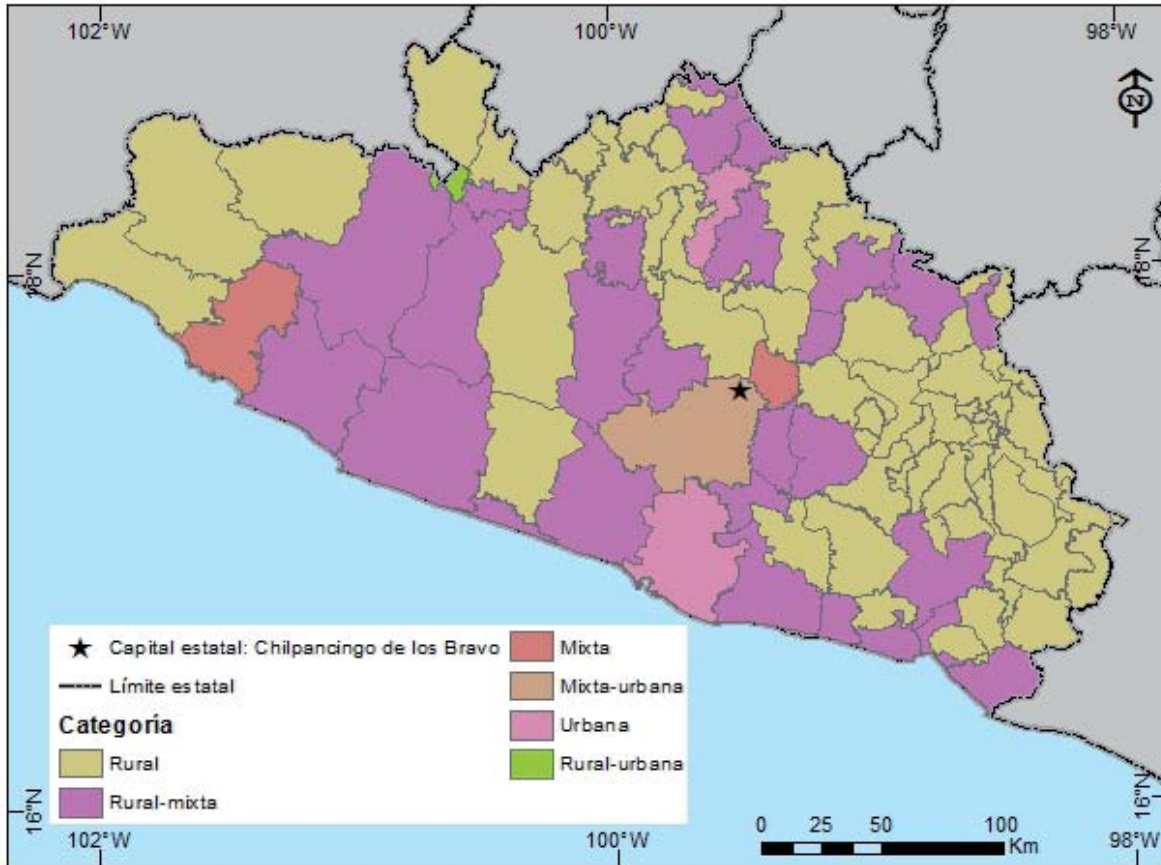 102°W
100°W
98°W
N
18°N
18°N
★ Capital estatal: Chilpancingo de los Bravo
Límite estatal
Categoría
Rural
Rural-mixta
Mixta
Mixta-urbana
Urbana
Rural-urbana
16°N
16°N
0 25 50 100
Km
102°W
100°W
98°W